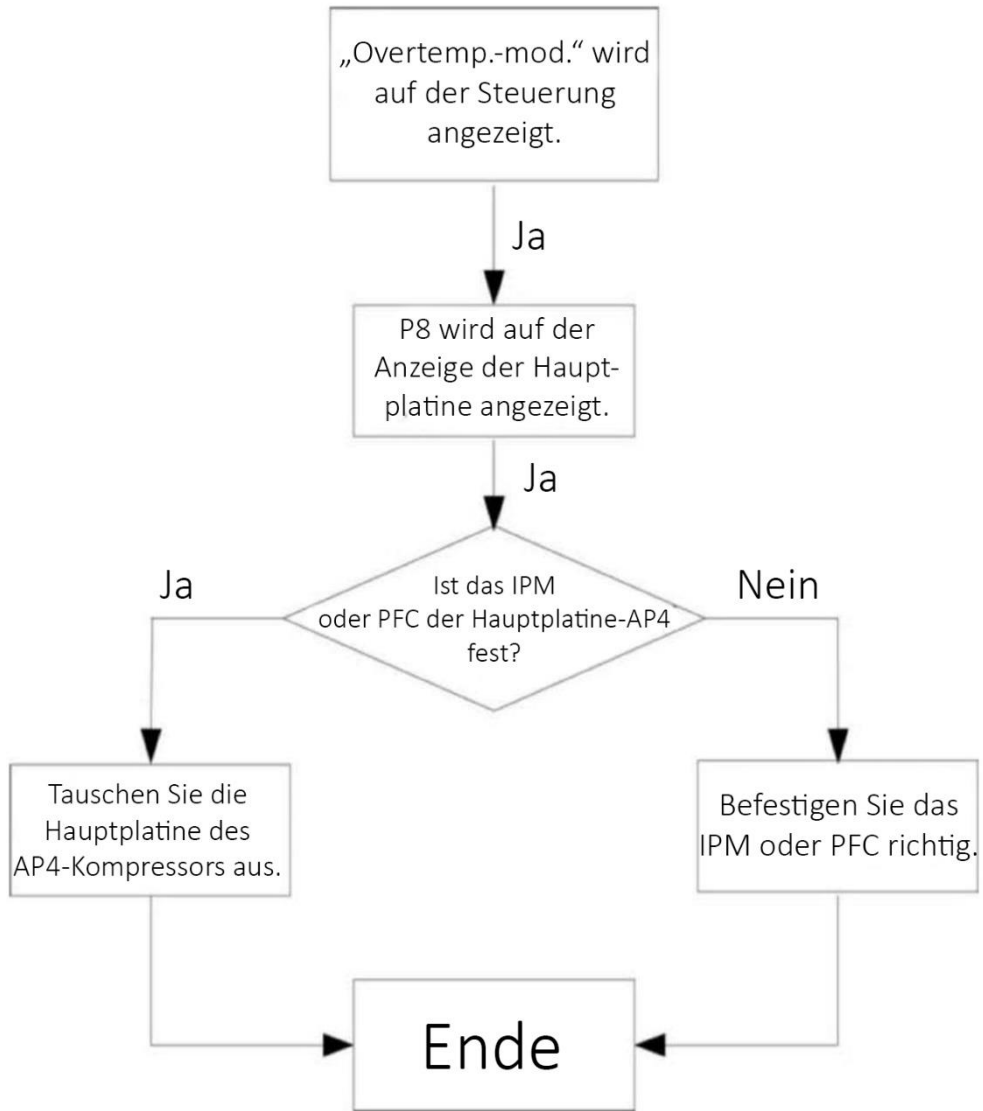 „Overtemp.-mod.“ wird
auf der Steuerung
angezeigt.
Ja
P8 wird auf der
Anzeige der Haupt-
platine angezeigt.
Ja
Ist das IPM
oder PFC der Hauptplatine-AP4
fest?
Ja
Nein
Tauschen Sie die
Hauptplatine des
AP4-Kompressors aus.
Befestigen Sie das
IPM oder PFC richtig.
Ende